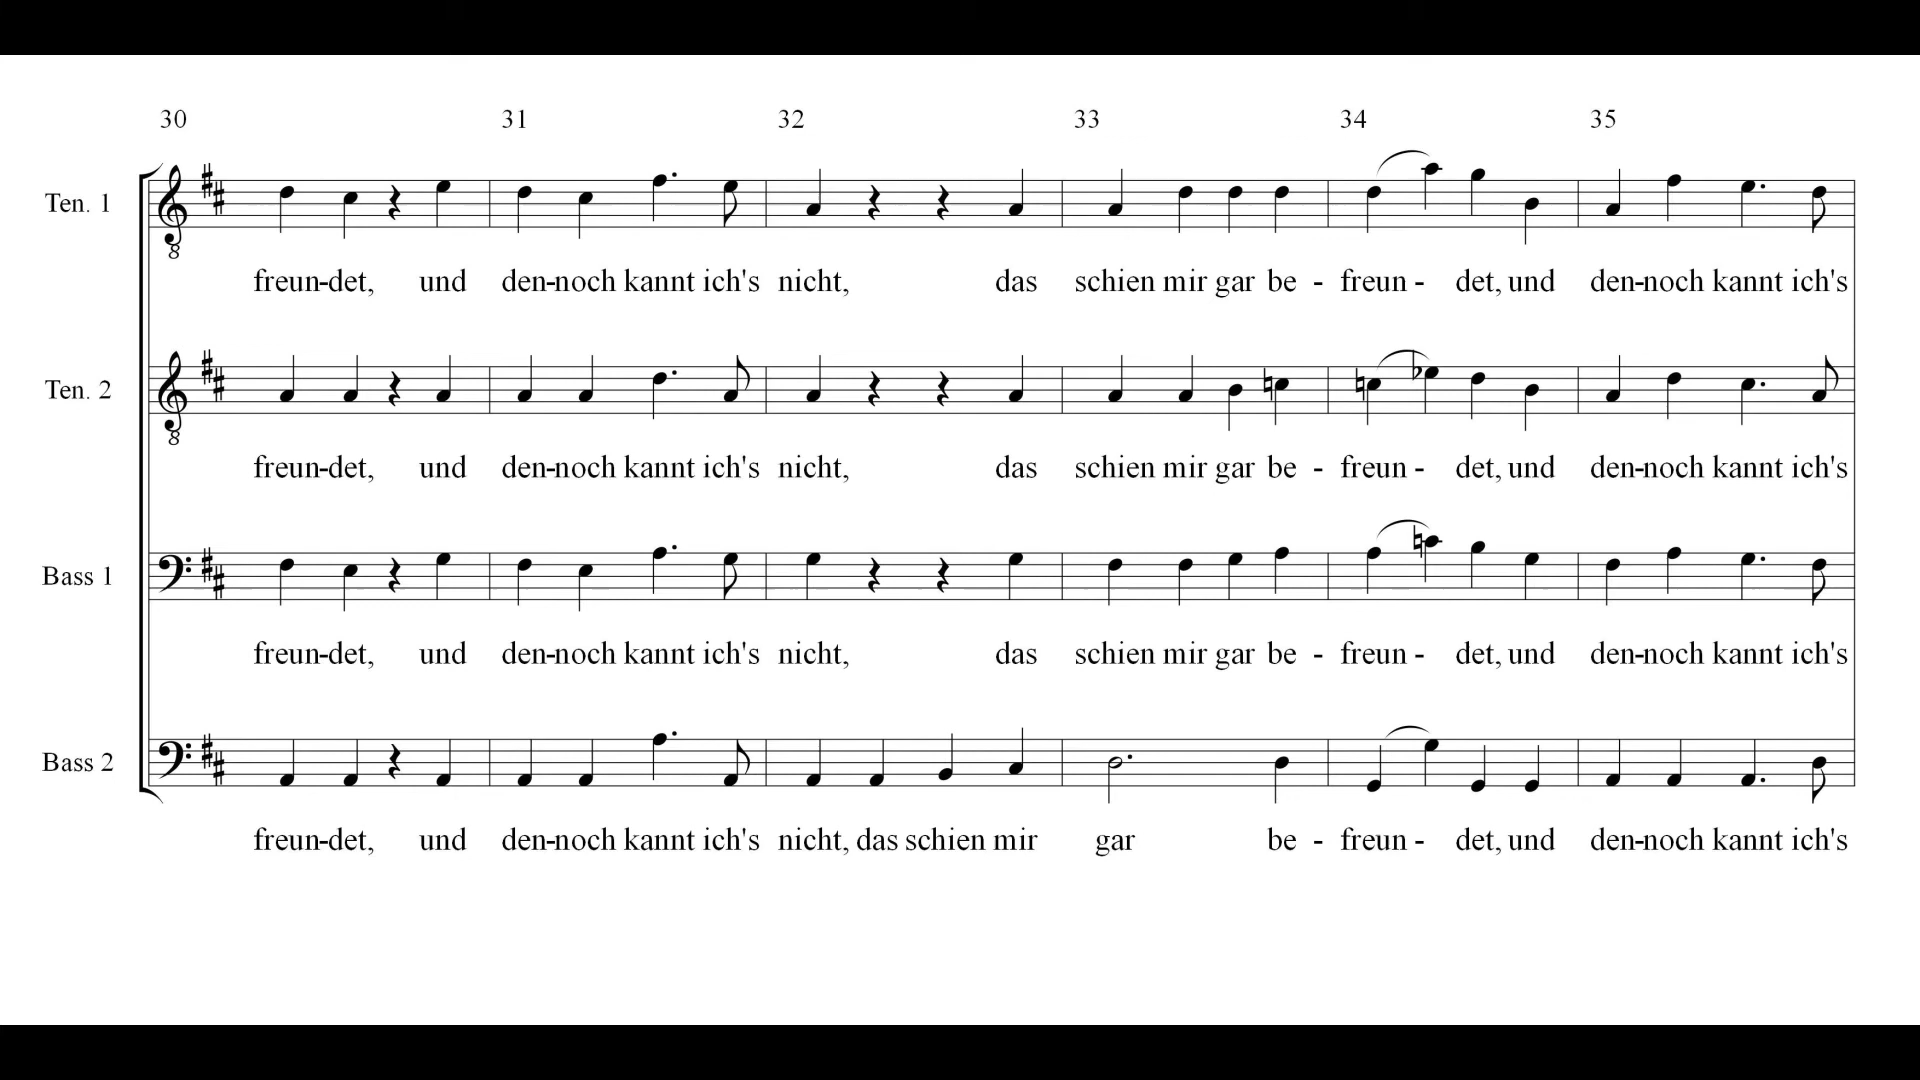 30 31 32 33 34 35
Ten. 1
freun-det, und den-noch kannt ich's nicht, das schien mir gar be - freun - det, und den-noch kannt ich's
Ten. 2
freun-det, und den-noch kannt ich's nicht, das schien mir gar be - freun - det, und den-noch kannt ich's
Bass 1
freun-det, und den-noch kannt ich's nicht, das schien mir gar be - freun - det, und den-noch kannt ich's
Bass 2
freun-det, und den-noch kannt ich's nicht, das schien mir gar be - freun - det, und den-noch kannt ich's